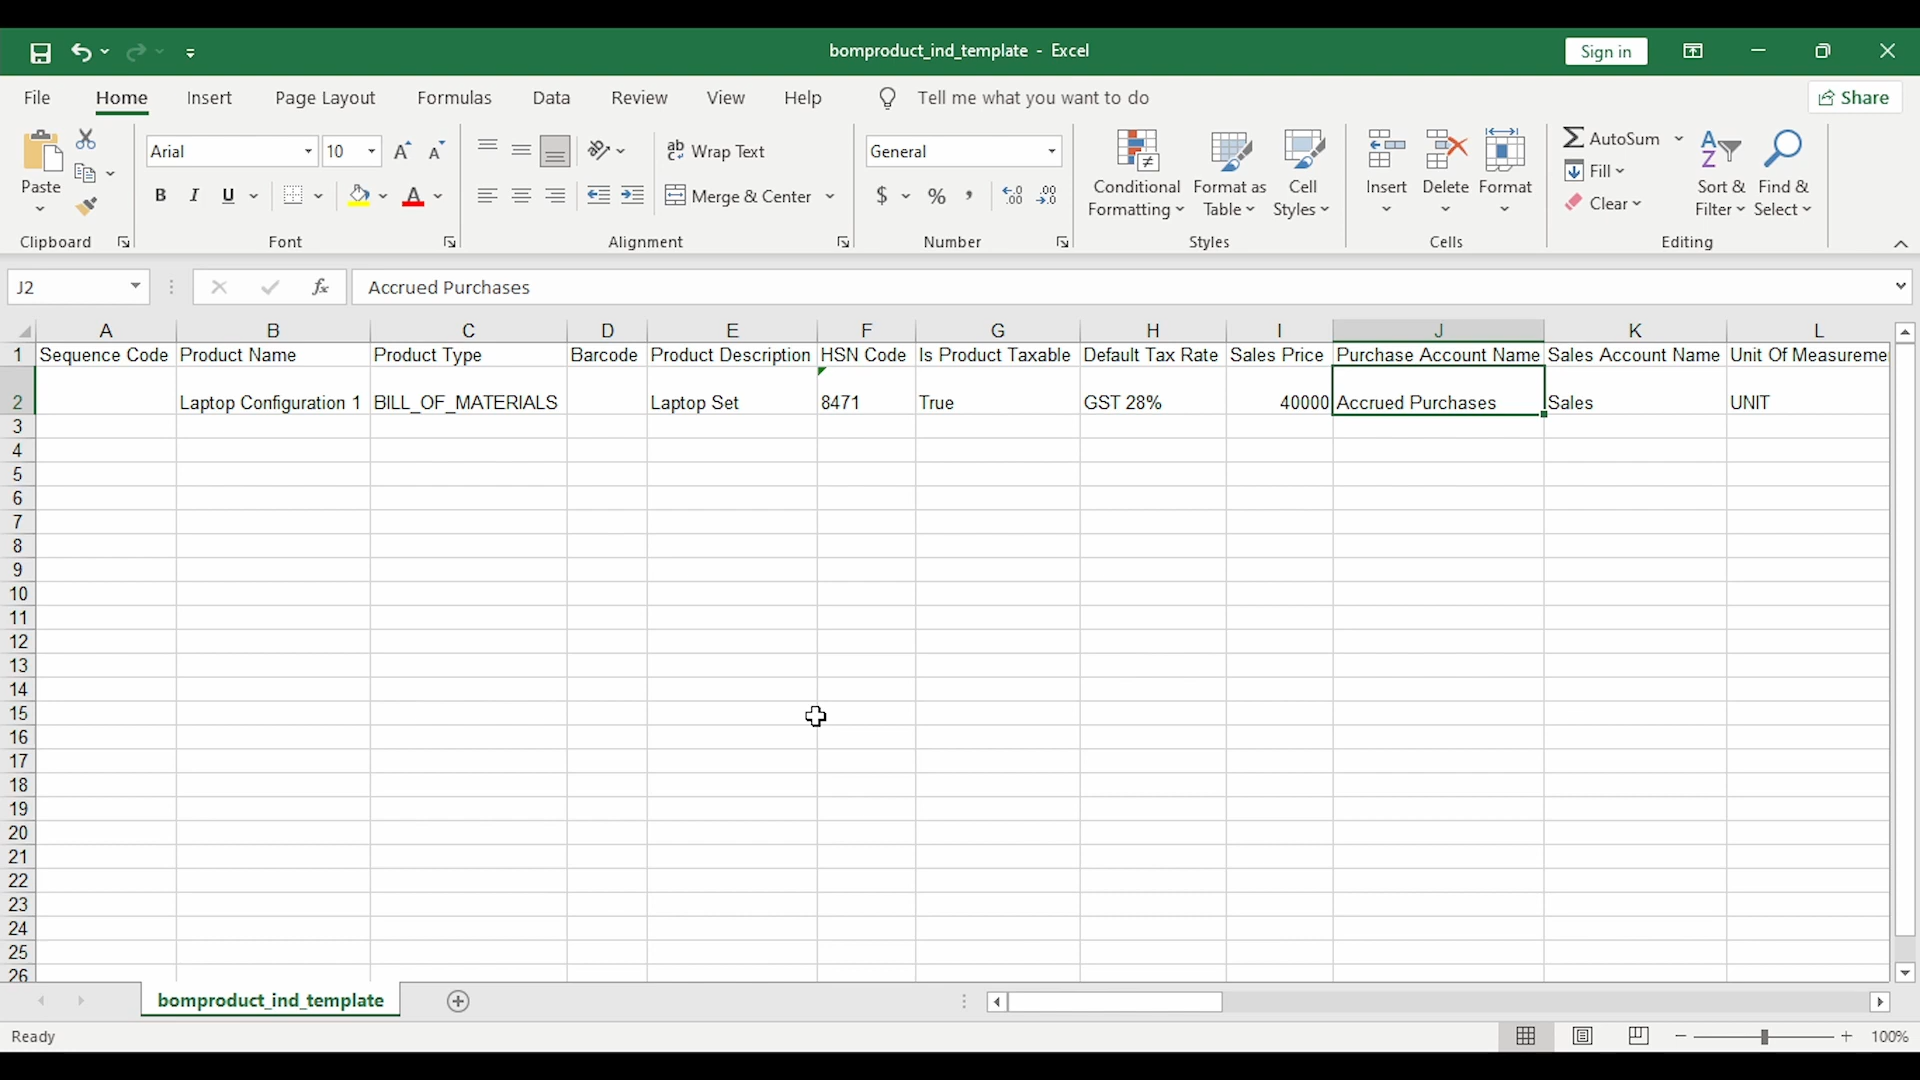 bomproduct_ind_template - Excel
Sign in
File Home Insert Page Layout Formulas Data Review View Help Tell me what you want to do Share
Paste
Clipboard
Arial 10
B I U A
Font
ab Wrap Text
Merge & Center
Alignment
General
$ % ,
Number
Conditional Formatting
Format as Table
Cell Styles
Styles
Insert Delete Format
Cells
AutoSum
Fill
Clear
Sort & Filter
Find & Select
Editing
J2 fx Accrued Purchases
A B C D E F G H I J K L
1 Sequence Code Product Name Product Type Barcode Product Description HSN Code Is Product Taxable Default Tax Rate Sales Price Purchase Account Name Sales Account Name Unit Of Measureme
2 Laptop Configuration 1 BILL_OF_MATERIALS Laptop Set 8471 True GST 28% 40000 Accrued Purchases Sales UNIT
3
4
5
6
7
8
9
10
11
12
13
14
15
16
17
18
19
20
21
22
23
24
25
26
bomproduct_ind_template
Ready 100%